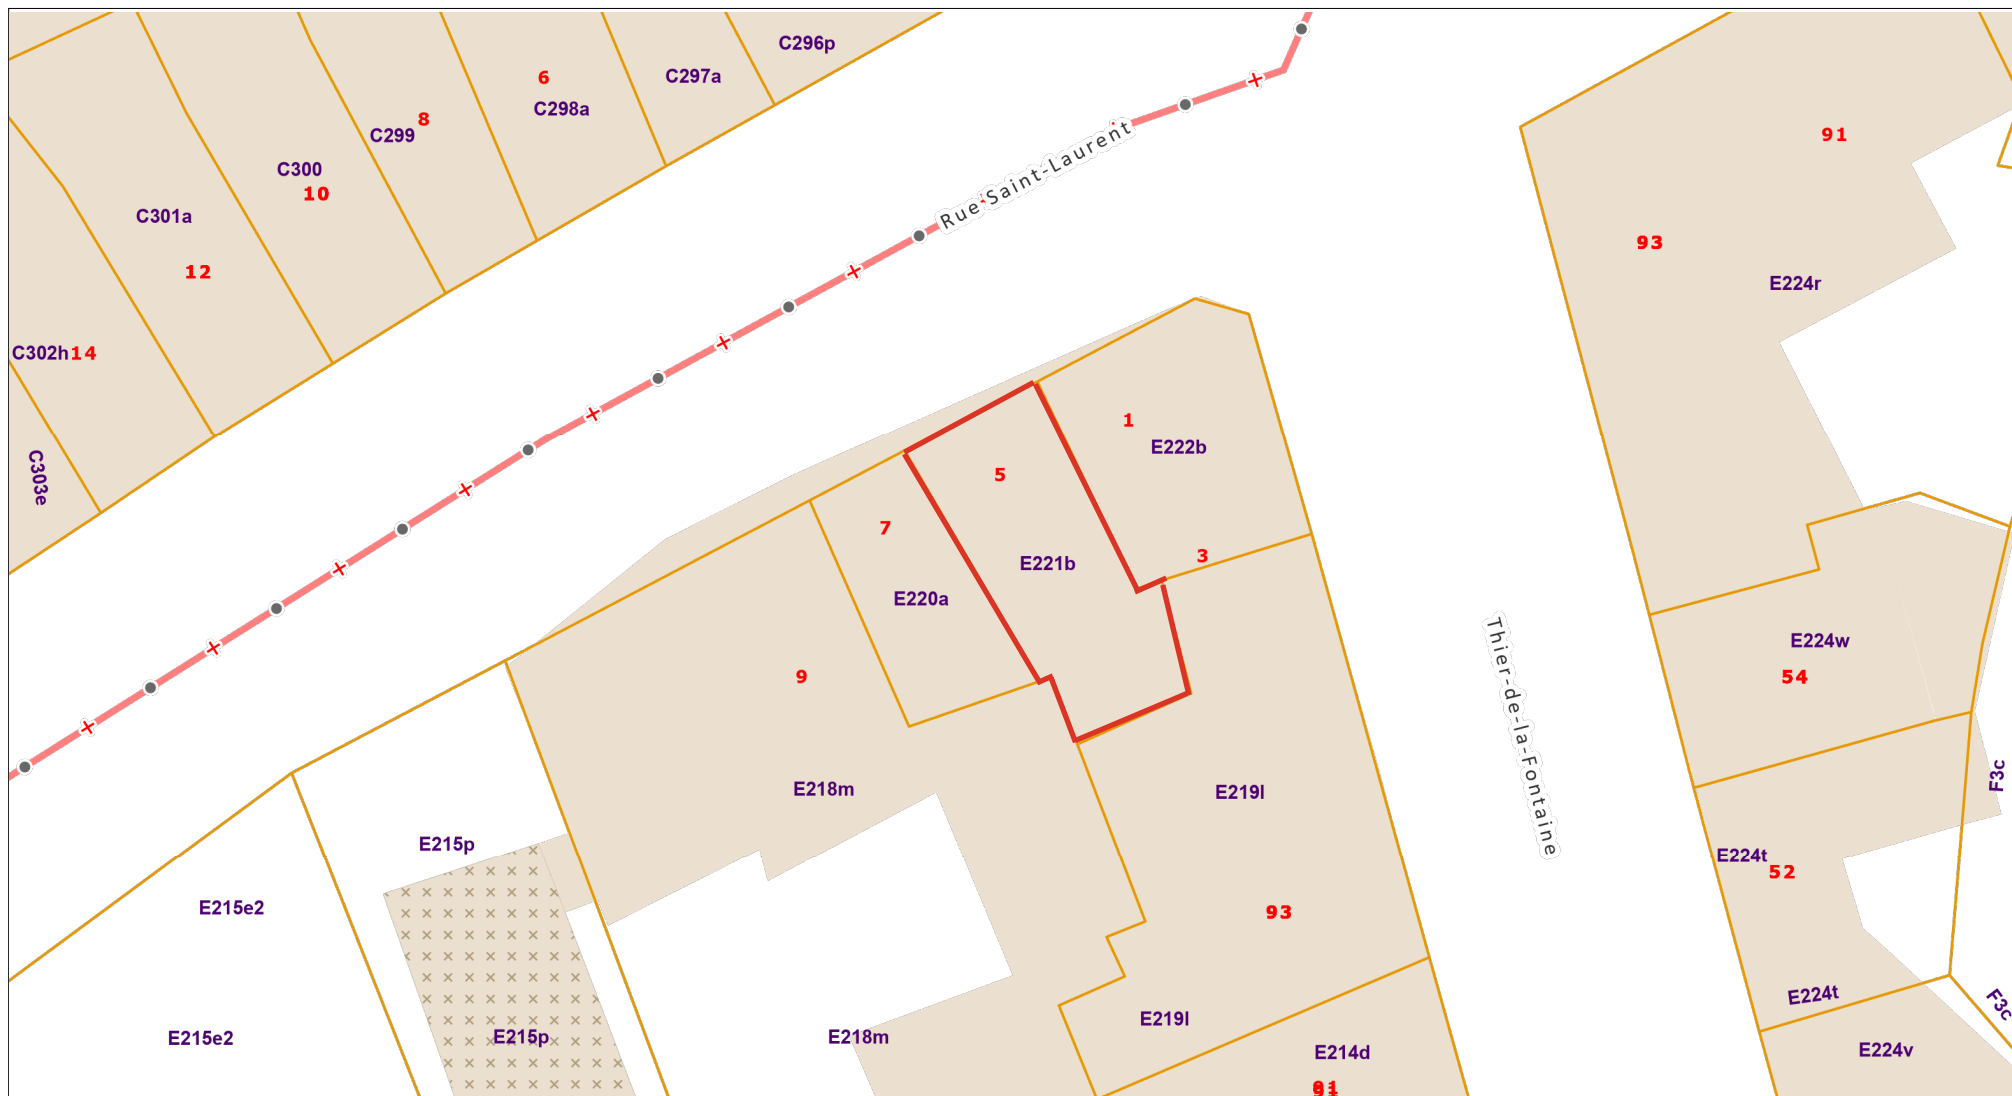 C296p
C297a
6
C298a
8
C299
C300
10
C301a
12
C302h
14
C303e
Rue Saint-Laurent
91
93
E224r
1
E222b
5
E221b
3
7
E220a
9
E218m
E219l
93
E219l
E218m
E214d
91
E215p
E215e2
E215e2
E215p
Thier-de-la-Fontaine
E224w
54
F3c
E224t
52
E224t
F3c
E224v